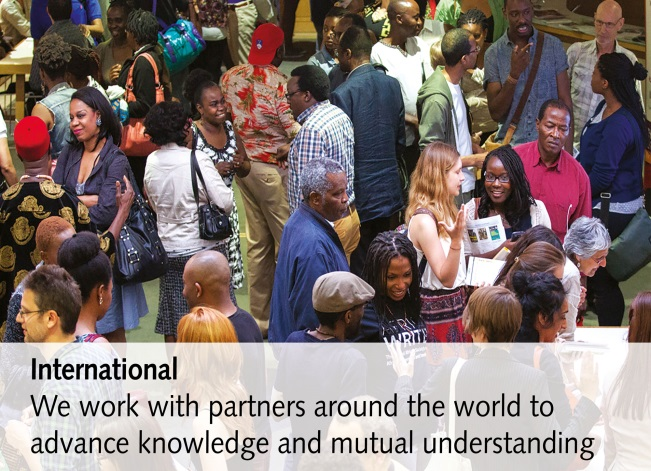 International
We work with partners around the world to
advance knowledge and mutual understanding